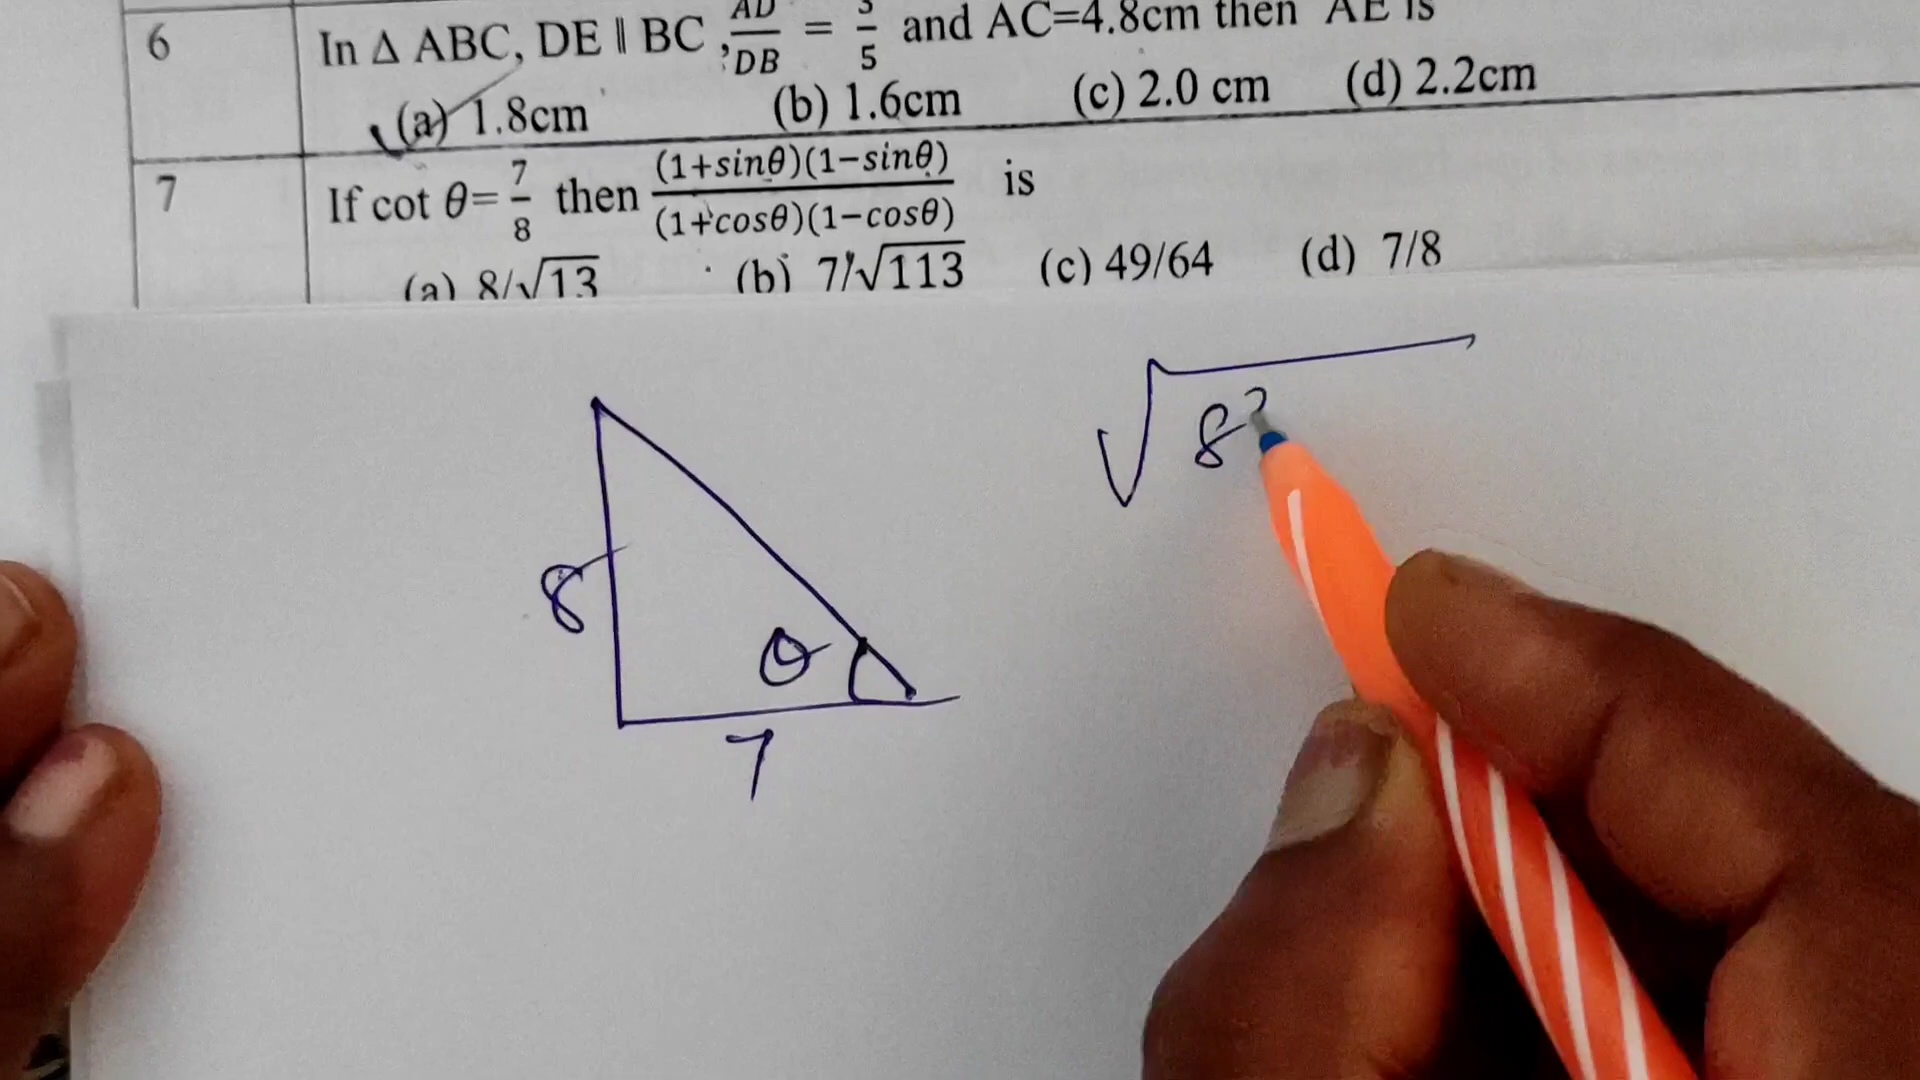 6 In Δ ABC, DE ∥ BC , AD/DB = 3/5 and AC=4.8cm then AE is
(a) 1.8cm (b) 1.6cm (c) 2.0 cm (d) 2.2cm
7 If cot θ= 7/8 then (1+sinθ)(1−sinθ)/(1+cosθ)(1−cosθ) is
(a) 8/√13 (b) 7/√113 (c) 49/64 (d) 7/8
√8²
8
θ
7